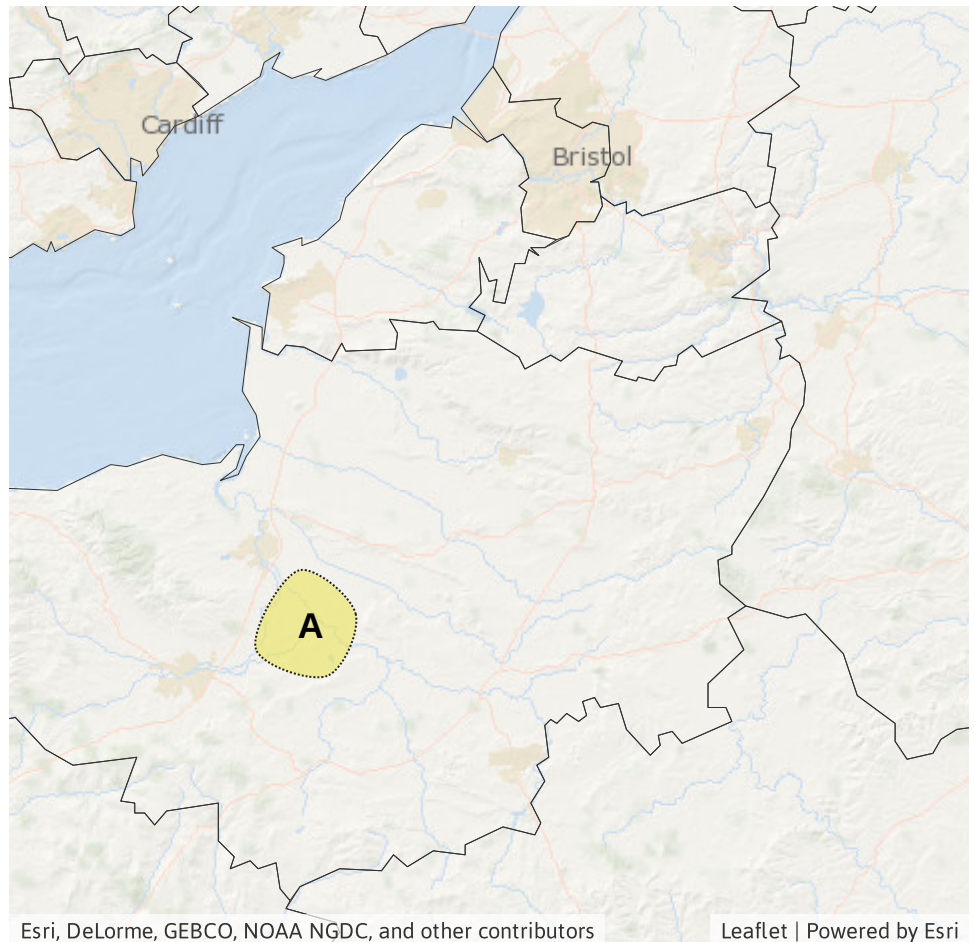 Cardiff
Bristol
A
Esri, DeLorme, GEBCO, NOAA NGDC, and other contributors
Leaflet | Powered by Esri